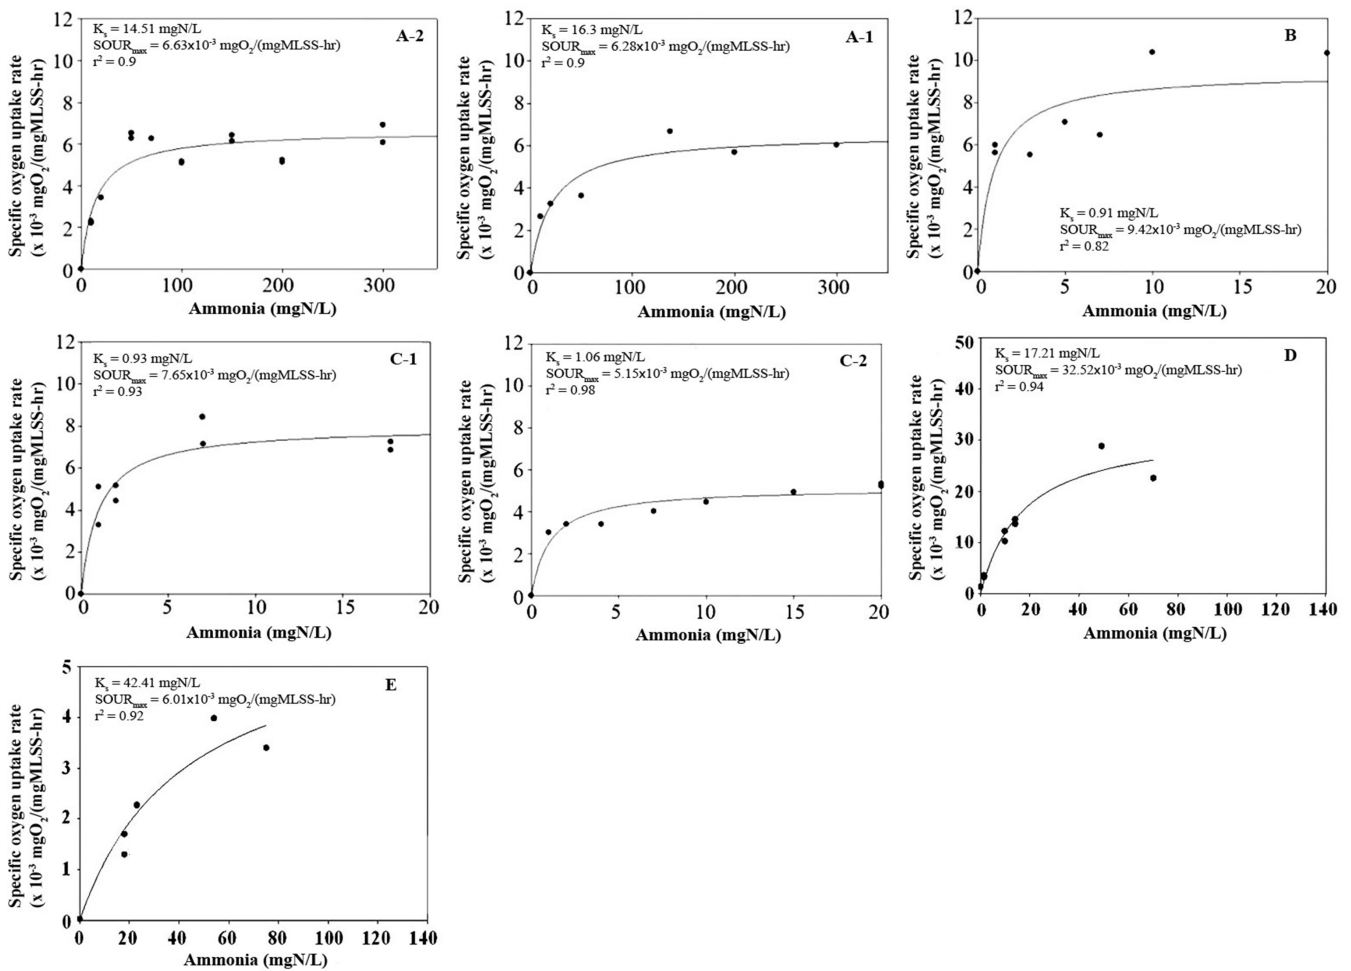 K_s = 14.51 mgN/L
SOUR_max = 6.63x10^-3 mgO_2/(mgMLSS-hr)
r^2 = 0.9
A-2
Specific oxygen uptake rate
(x 10^-3 mgO_2/(mgMLSS-hr)
12
10
8
6
4
2
0
0 100 200 300
Ammonia (mgN/L)
K_s = 16.3 mgN/L
SOUR_max = 6.28x10^-3 mgO_2/(mgMLSS-hr)
r^2 = 0.9
A-1
Specific oxygen uptake rate
(x 10^-3 mgO_2/(mgMLSS-hr)
12
10
8
6
4
2
0
0 100 200 300
Ammonia (mgN/L)
B
K_s = 0.91 mgN/L
SOUR_max = 9.42x10^-3 mgO_2/(mgMLSS-hr)
r^2 = 0.82
Specific oxygen uptake rate
(x 10^-3 mgO_2/(mgMLSS-hr)
12
10
8
6
4
2
0
0 5 10 15 20
Ammonia (mgN/L)
K_s = 0.93 mgN/L
SOUR_max = 7.65x10^-3 mgO_2/(mgMLSS-hr)
r^2 = 0.93
C-1
Specific oxygen uptake rate
(x 10^-3 mgO_2/(mgMLSS-hr)
12
10
8
6
4
2
0
0 5 10 15 20
Ammonia (mgN/L)
K_s = 1.06 mgN/L
SOUR_max = 5.15x10^-3 mgO_2/(mgMLSS-hr)
r^2 = 0.98
C-2
Specific oxygen uptake rate
(x 10^-3 mgO_2/(mgMLSS-hr)
12
10
8
6
4
2
0
0 5 10 15 20
Ammonia (mgN/L)
K_s = 17.21 mgN/L
SOUR_max = 32.52x10^-3 mgO_2/(mgMLSS-hr)
r^2 = 0.94
D
Specific oxygen uptake rate
(x 10^-3 mgO_2/(mgMLSS-hr)
50
40
30
20
10
0
0 20 40 60 80 100 120 140
Ammonia (mgN/L)
K_s = 42.41 mgN/L
SOUR_max = 6.01x10^-3 mgO_2/(mgMLSS-hr)
r^2 = 0.92
E
Specific oxygen uptake rate
(x 10^-3 mgO_2/(mgMLSS-hr)
5
4
3
2
1
0
0 20 40 60 80 100 120 140
Ammonia (mgN/L)